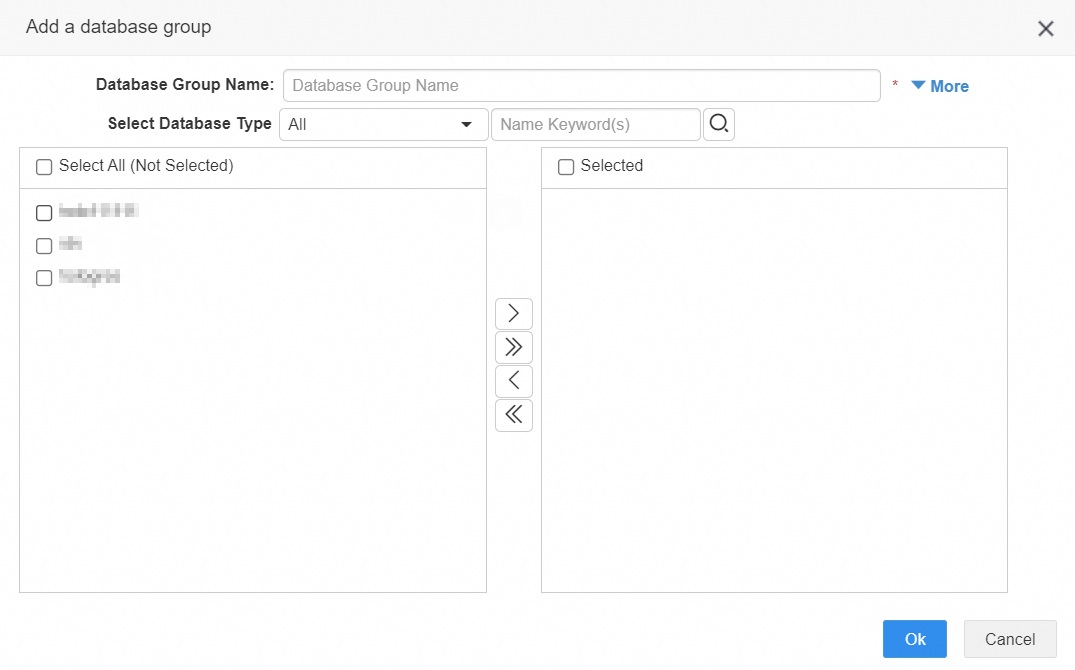 Add a database group
Database Group Name: Database Group Name * More
Select Database Type All Name Keyword(s)
Select All (Not Selected)
Selected
Ok Cancel